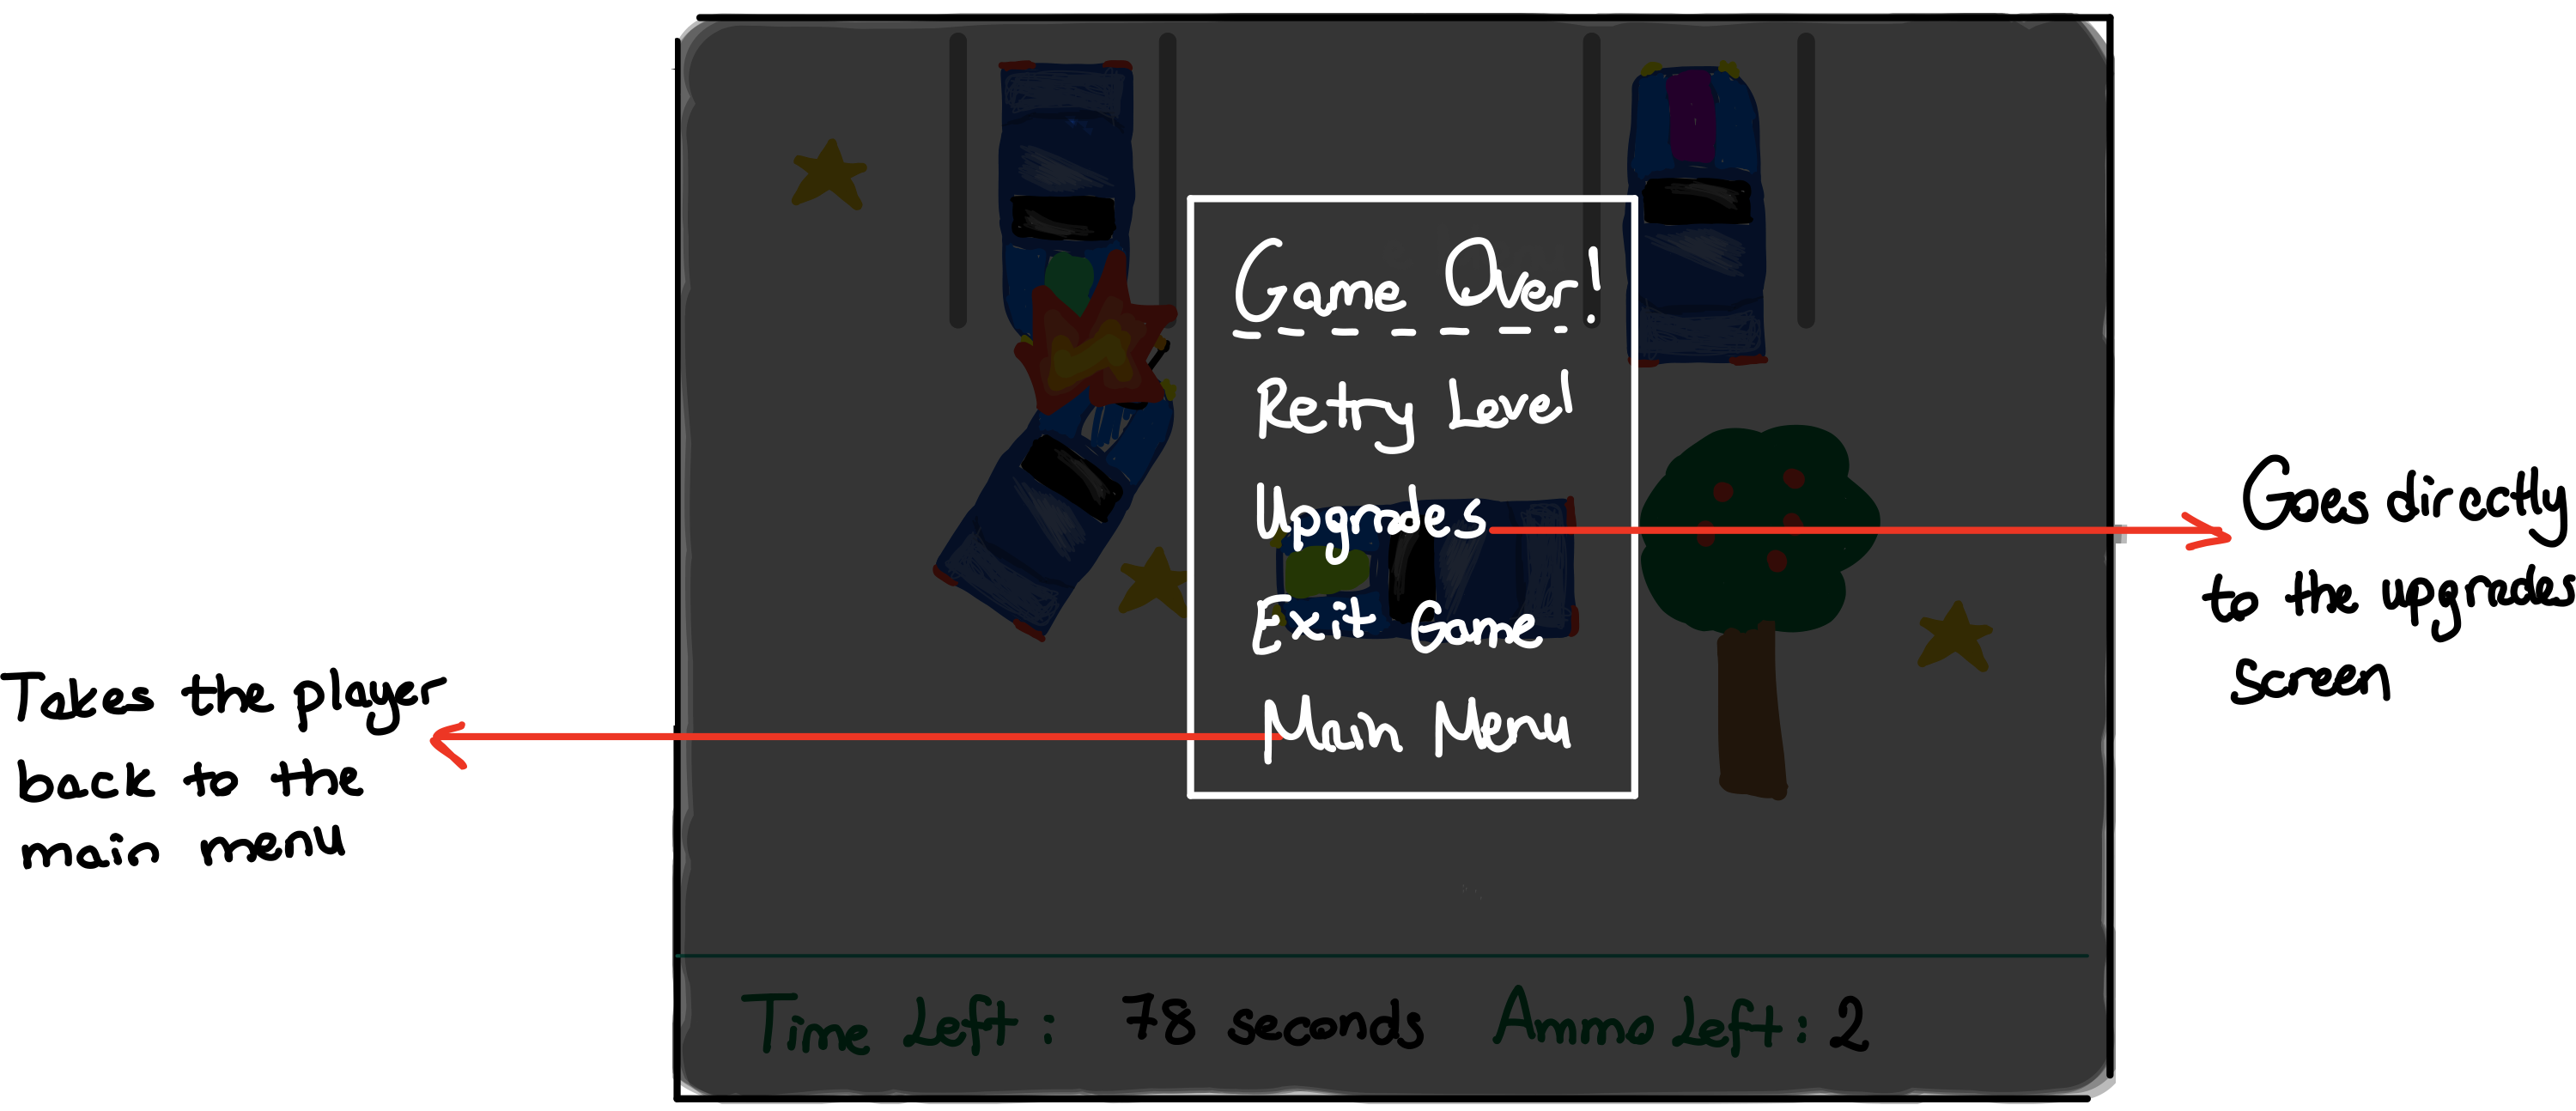 Game Over!
Retry Level
Upgrades
Exit Game
Main Menu
Goes directly
to the upgrades
screen
Takes the player
back to the
main menu
Time Left: 78 seconds Ammo Left: 2